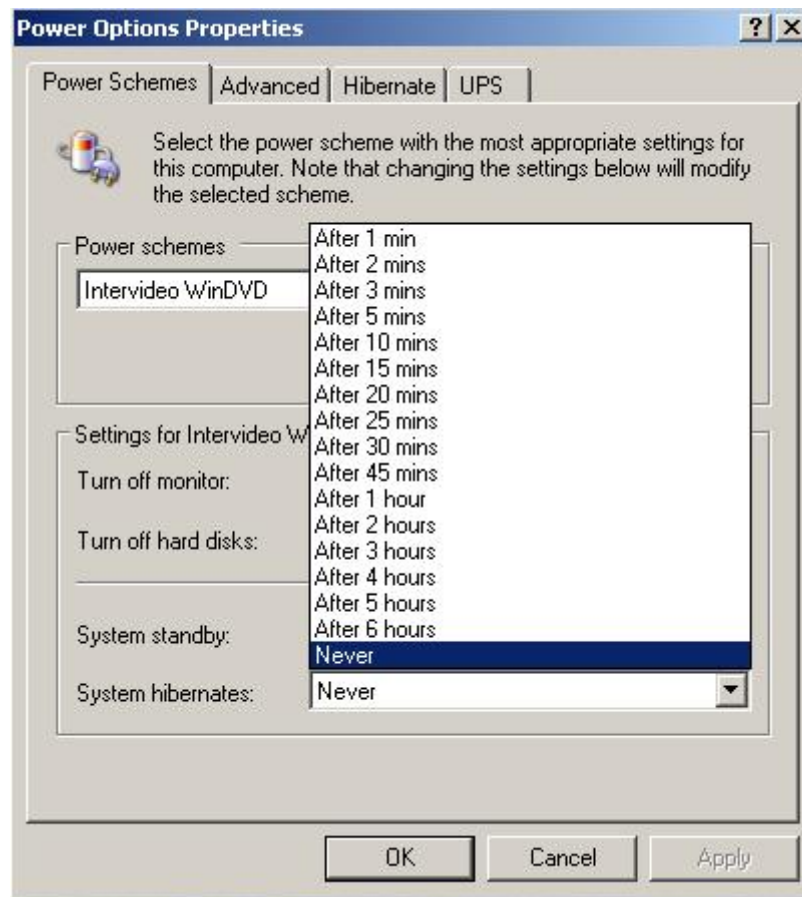 Power Options Properties
Power Schemes Advanced Hibernate UPS
Select the power scheme with the most appropriate settings for
this computer. Note that changing the settings below will modify
the selected scheme.
Power schemes
Intervideo WinDVD
After 1 min
After 2 mins
After 3 mins
After 5 mins
After 10 mins
After 15 mins
After 20 mins
After 25 mins
After 30 mins
After 45 mins
After 1 hour
After 2 hours
After 3 hours
After 4 hours
After 5 hours
After 6 hours
Never
Settings for Intervideo W
Turn off monitor:
Turn off hard disks:
System standby:
System hibernates: Never
OK Cancel Apply